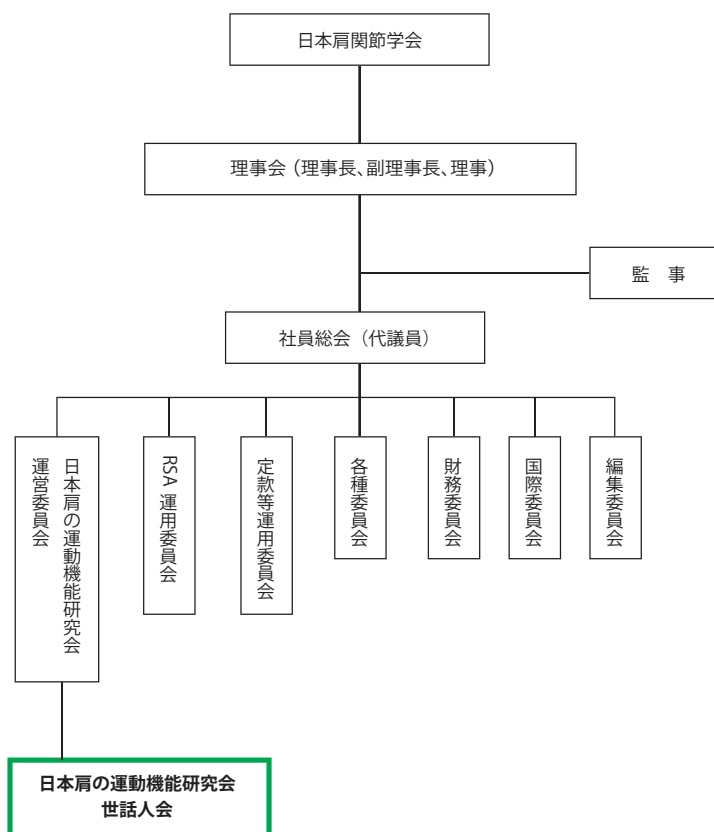 日本肩関節学会
理事会（理事長、副理事長、理事）
監　事
社員総会（代議員）
日本肩の運動機能研究会
運営委員会
RSA 運用委員会
定款等運用委員会
各種委員会
財務委員会
国際委員会
編集委員会
日本肩の運動機能研究会
世話人会